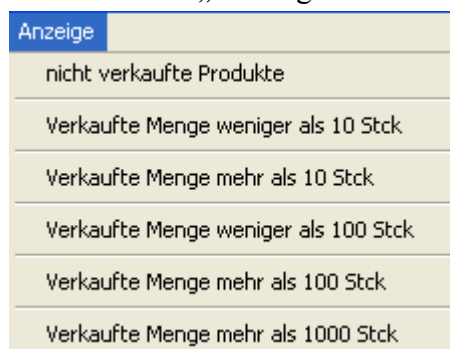 Anzeige
nicht verkaufte Produkte
Verkaufte Menge weniger als 10 Stck
Verkaufte Menge mehr als 10 Stck
Verkaufte Menge weniger als 100 Stck
Verkaufte Menge mehr als 100 Stck
Verkaufte Menge mehr als 1000 Stck